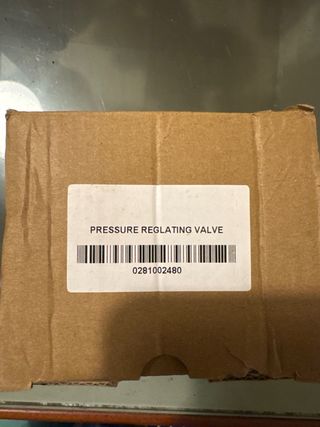 PRESSURE REGLATING VALVE
0281002480